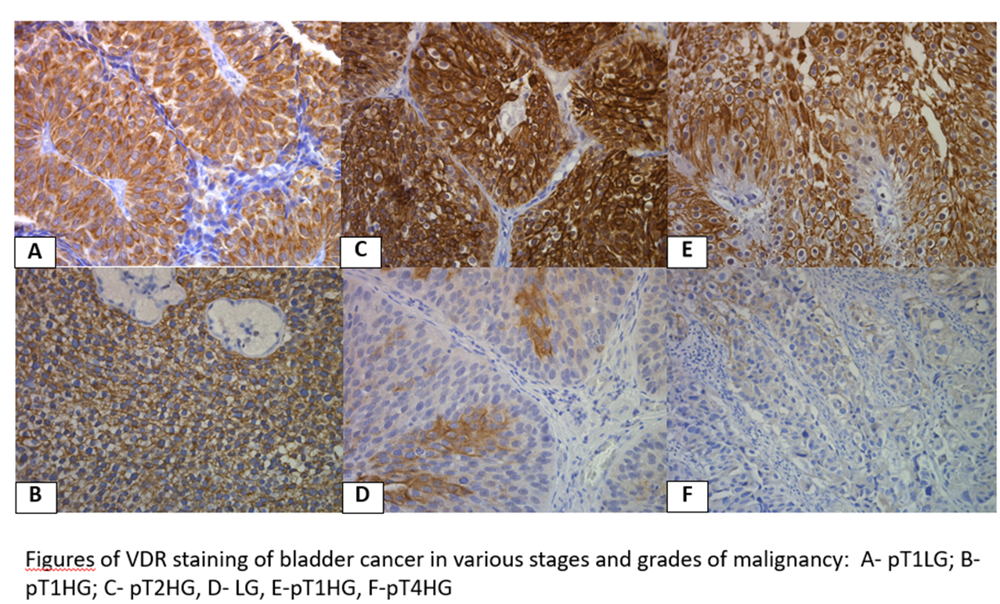 A
C
E
B
D
F
Figures of VDR staining of bladder cancer in various stages and grades of malignancy:  A- pT1LG; B-
pT1HG; C- pT2HG, D- LG, E-pT1HG, F-pT4HG